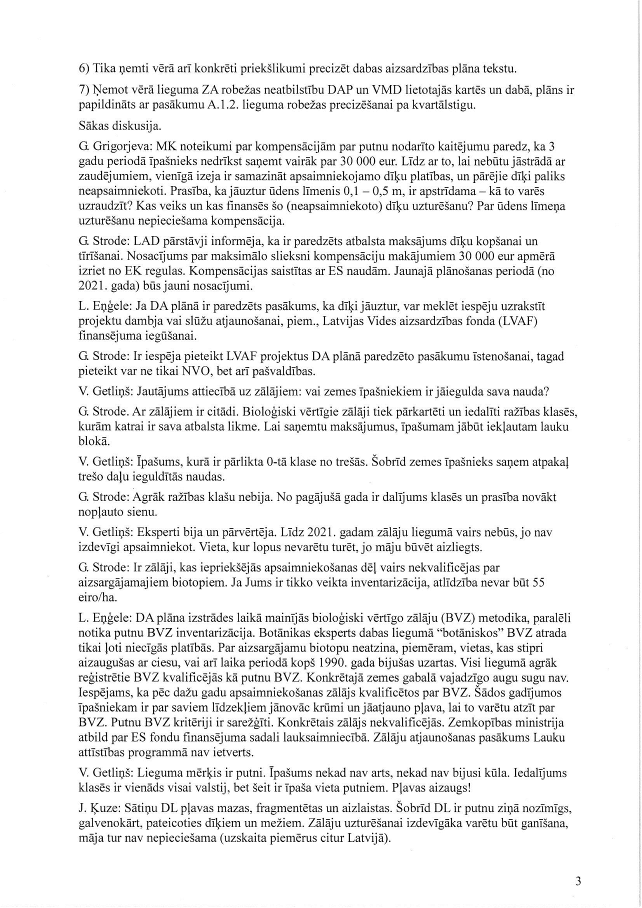 6) Tika ņemti vērā arī konkrēti priekšlikumi precizēt dabas aizsardzības plāna tekstu.
7) Ņemot vērā lieguma ZA robežas neatbilstību DAP un VMD lietotajās kārtēs un dabā, plāns ir
papildināts ar pasākumu A.1.2. lieguma robežas precizēšanai pa kvartālstigu.
Sākas diskusija.
G. Grigorjeva: MK noteikumi par kompensācijām par putnu nodarīto kaitējumu paredz, ka 3
gadu periodā īpašnieks nedrīkst saņemt vairāk par 30 000 eur. Līdz ar to, lai nebūtu jāstrādā ar
zaudējumiem, vienīgā izeja ir samazināt apsaimniekojamo dīķu platības, un pārējie dīķi paliks
neapsaimniekoti. Prasība, ka jāuztur ūdens līmenis 0,1 – 0,5 m, ir apstrīdama – kā to varēs
uzraudzīt? Kas veiks un kas finansēs šo (neapsaimniekoto) dīķu uzturēšanu? Par ūdens līmeņa
uzturēšanu nepieciešama kompensācija.
G. Strode: LAD pārstāvji informēja, ka ir paredzēts atbalsta maksājums dīķu kopšanai un
tīrīšanai. Nosacījums par maksimālo slieksni kompensāciju makājumiem 30 000 eur apmērā
izriet no EK regulas. Kompensācijas saistītas ar ES naudām. Jaunajā plānošanas periodā (no
2021. gada) būs jauni nosacījumi.
L. Eņģele: Ja DA plānā ir paredzēts pasākums, ka dīķi jāuztur, var meklēt iespēju uzrakstīt
projektu dambja vai slūžu atjaunošanai, piem., Latvijas Vides aizsardzības fonda (LVAF)
finansējuma iegūšanai.
G. Strode: Ir iespēja pieteikt LVAF projektus DA plānā paredzēto pasākumu īstenošanai, tagad
pieteikt var ne tikai NVO, bet arī pašvaldības.
V. Getliņš: Jautājums attiecībā uz zālājiem: vai zemes īpašniekiem ir jāiegulda sava nauda?
G. Strode. Ar zālājiem ir citādi. Bioloģiski vērtīgie zālāji tiek pārkartēti un iedalīti ražības klasēs,
kurām katrai ir sava atbalsta likme. Lai saņemtu maksājumus, īpašumam jābūt iekļautam lauku
blokā.
V. Getliņš: Īpašums, kurā ir pārlikta 0-tā klase no trešās. Šobrīd zemes īpašnieks saņem atpakaļ
trešo daļu ieguldītās naudas.
G. Strode: Agrāk ražības klašu nebija. No pagājušā gada ir dalījums klasēs un prasība novākt
nopļauto sienu.
V. Getliņš: Eksperti bija un pārvērtēja. Līdz 2021. gadam zālāju liegumā vairs nebūs, jo nav
izdevīgi apsaimniekot. Vieta, kur lopus nevarētu turēt, jo māju būvēt aizliegts.
G. Strode: Ir zālāji, kas iepriekšējās apsaimniekošanas dēļ vairs nekvalificējas par
aizsargājamajiem biotopiem. Ja Jums ir tikko veikta inventarizācija, atlīdzība nevar būt 55
eiro/ha.
L. Eņģele: DA plāna izstrādes laikā mainījās bioloģiski vērtīgo zālāju (BVZ) metodika, paralēli
notika putnu BVZ inventarizācija. Botānikas eksperts dabas liegumā “botāniskos” BVZ atrada
tikai ļoti niecīgās platībās. Par aizsargājamu biotopu neatzina, piemēram, vietas, kas stipri
aizaugušas ar ciesu, vai arī laika periodā kopš 1990. gada bijušas uzartas. Visi liegumā agrāk
reģistrētie BVZ kvalificējās kā putnu BVZ. Konkrētajā zemes gabalā vajadzīgo augu sugu nav.
Iespējams, ka pēc dažu gadu apsaimniekošanas zālājs kvalificētos par BVZ. Šādos gadījumos
īpašniekam ir par saviem līdzekļiem jānovāc krūmi un jāatjauno pļava, lai to varētu atzīt par
BVZ. Putnu BVZ kritēriji ir sarežģīti. Konkrētais zālājs nekvalificējās. Zemkopības ministrija
atbild par ES fondu finansējuma sadali lauksaimniecībā. Zālāju atjaunošanas pasākums Lauku
attīstības programmā nav ietverts.
V. Getliņš: Lieguma mērķis ir putni. Īpašums nekad nav arts, nekad nav bijusi kūla. Iedalījums
klasēs ir vienāds visai valstij, bet šeit ir īpaša vieta putniem. Pļavas aizaugs!
J. Ķuze: Sātiņu DL pļavas mazas, fragmentētas un aizlaistas. Šobrīd DL ir putnu ziņā nozīmīgs,
galvenokārt, pateicoties dīķiem un mežiem. Zālāju uzturēšanai izdevīgāka varētu būt ganīšana,
māja tur nav nepieciešama (uzskaita piemērus citur Latvijā).
3